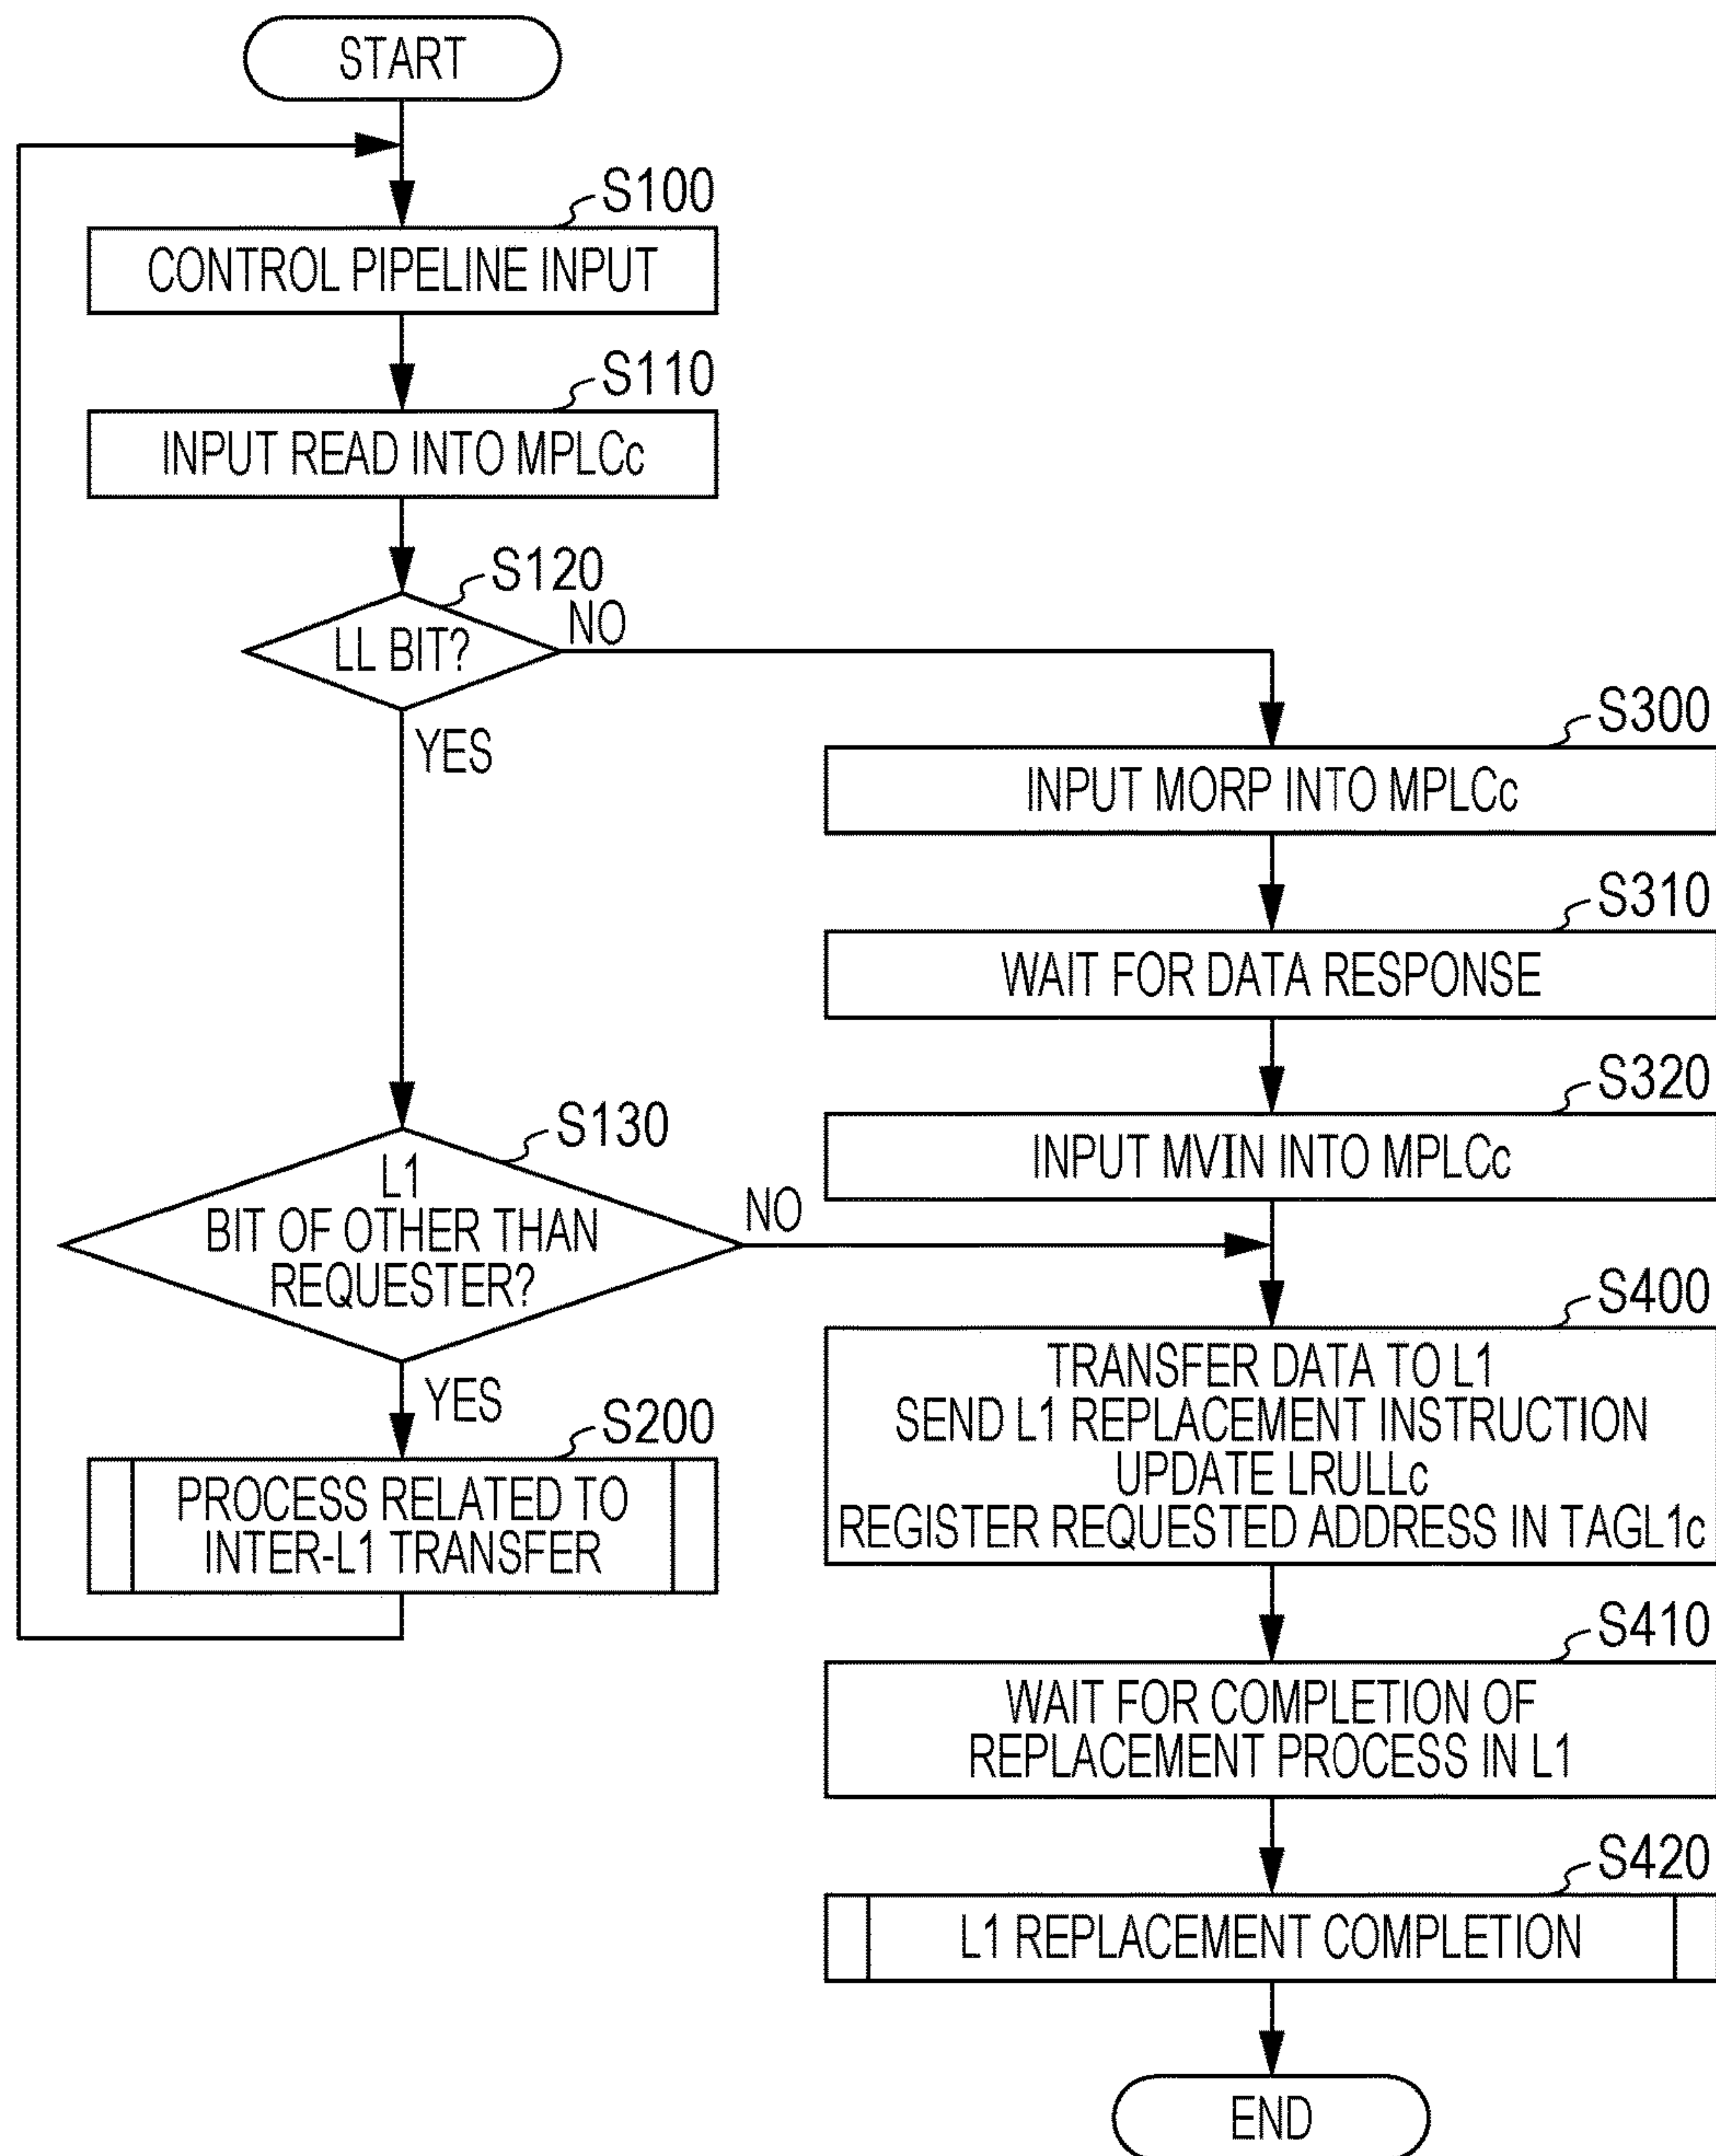 START
S100
CONTROL PIPELINE INPUT
S110
INPUT READ INTO MPLCc
S120
LL BIT?
NO
YES
S300
INPUT MORP INTO MPLCc
S310
WAIT FOR DATA RESPONSE
S320
INPUT MVIN INTO MPLCc
S130
L1
BIT OF OTHER THAN
REQUESTER?
NO
YES
S200
PROCESS RELATED TO
INTER-L1 TRANSFER
S400
TRANSFER DATA TO L1
SEND L1 REPLACEMENT INSTRUCTION
UPDATE LRULLc
REGISTER REQUESTED ADDRESS IN TAGL1c
S410
WAIT FOR COMPLETION OF
REPLACEMENT PROCESS IN L1
S420
L1 REPLACEMENT COMPLETION
END